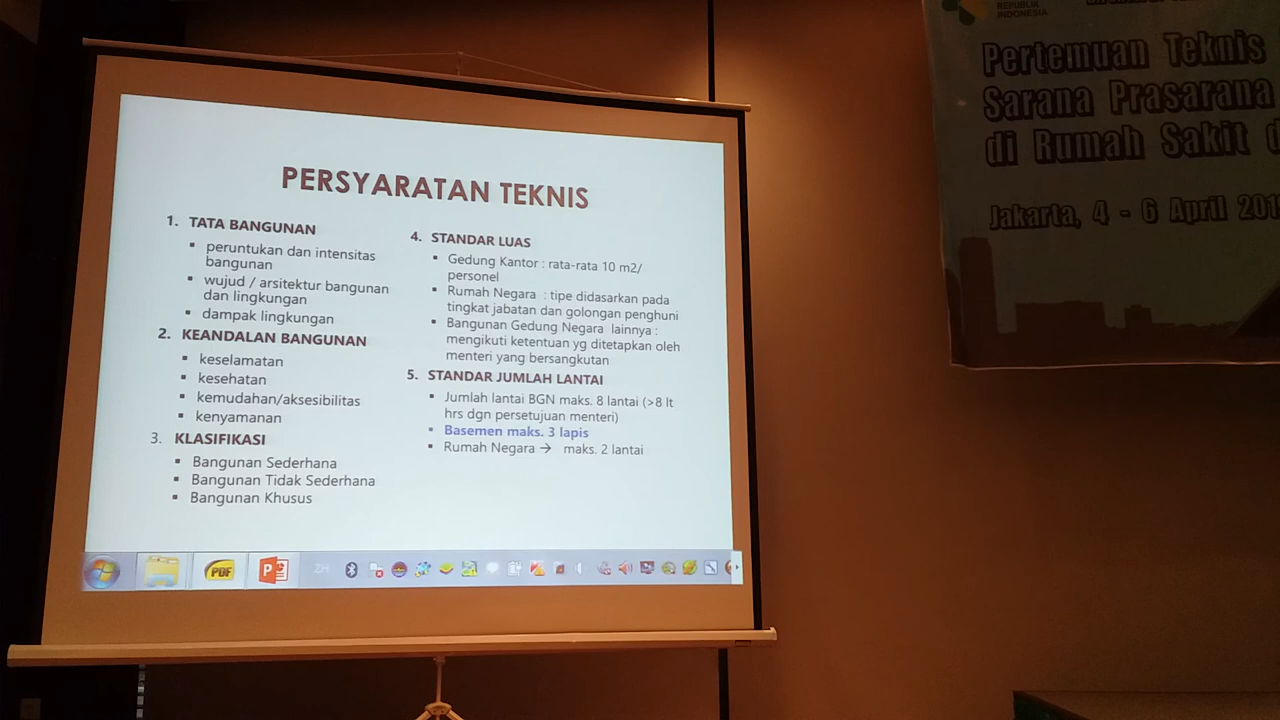 PERSYARATAN TEKNIS
1. TATA BANGUNAN
▪ peruntukan dan intensitas
bangunan
▪ wujud / arsitektur bangunan
dan lingkungan
▪ dampak lingkungan
2. KEANDALAN BANGUNAN
▪ keselamatan
▪ kesehatan
▪ kemudahan/aksesibilitas
▪ kenyamanan
3. KLASIFIKASI
▪ Bangunan Sederhana
▪ Bangunan Tidak Sederhana
▪ Bangunan Khusus
4. STANDAR LUAS
▪ Gedung Kantor : rata-rata 10 m2/
personel
▪ Rumah Negara : tipe didasarkan pada
tingkat jabatan dan golongan penghuni
▪ Bangunan Gedung Negara lainnya :
mengikuti ketentuan yg ditetapkan oleh
menteri yang bersangkutan
5. STANDAR JUMLAH LANTAI
▪ Jumlah lantai BGN maks. 8 lantai (>8 lt
hrs dgn persetujuan menteri)
▪ Basemen maks. 3 lapis
▪ Rumah Negara → maks. 2 lantai
PDF
P
ZH
REPUBLIK
INDONESIA
Pertemuan Teknis
Sarana Prasarana,
di Rumah Sakit
Jakarta, 4 - 6 April 201